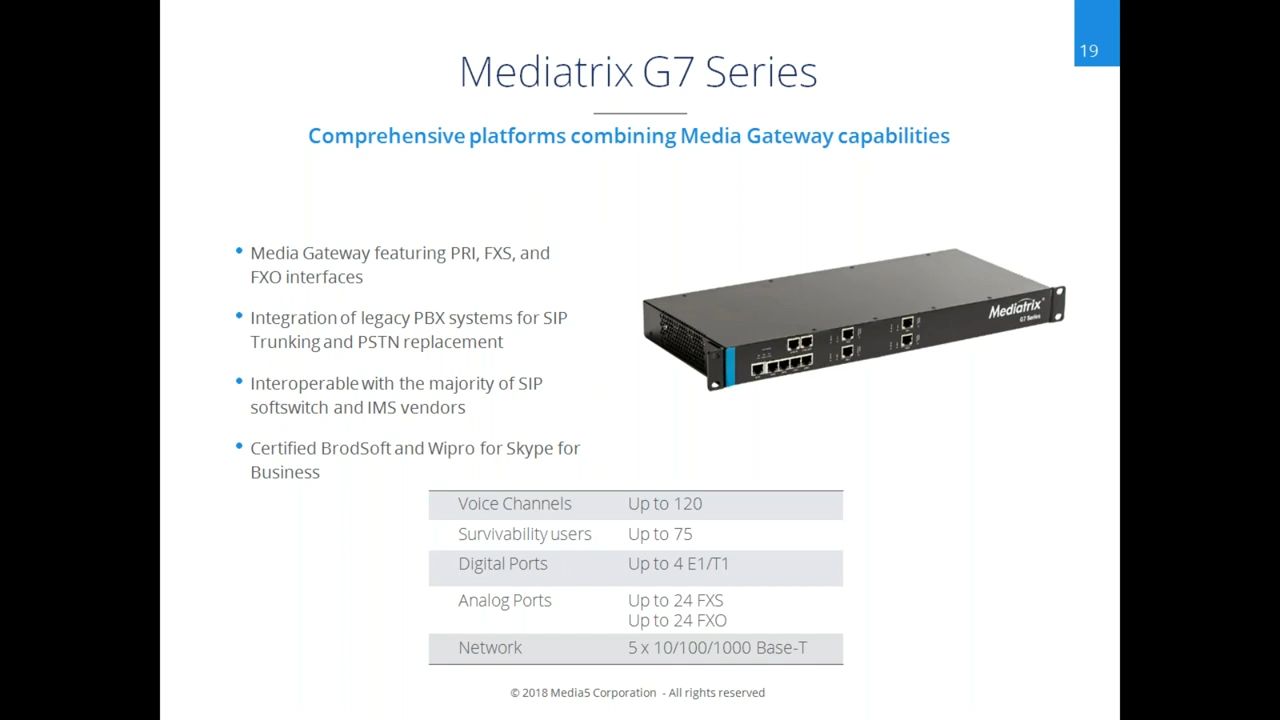 19
Mediatrix G7 Series
Comprehensive platforms combining Media Gateway capabilities
Media Gateway featuring PRI, FXS, and
FXO interfaces
Integration of legacy PBX systems for SIP
Trunking and PSTN replacement
Interoperable with the majority of SIP
softswitch and IMS vendors
Certified BrodSoft and Wipro for Skype for
Business
Mediatrix
G7 Series
Voice Channels Up to 120
Survivability users Up to 75
Digital Ports Up to 4 E1/T1
Analog Ports Up to 24 FXS
Up to 24 FXO
Network 5 x 10/100/1000 Base-T
© 2018 Media5 Corporation - All rights reserved